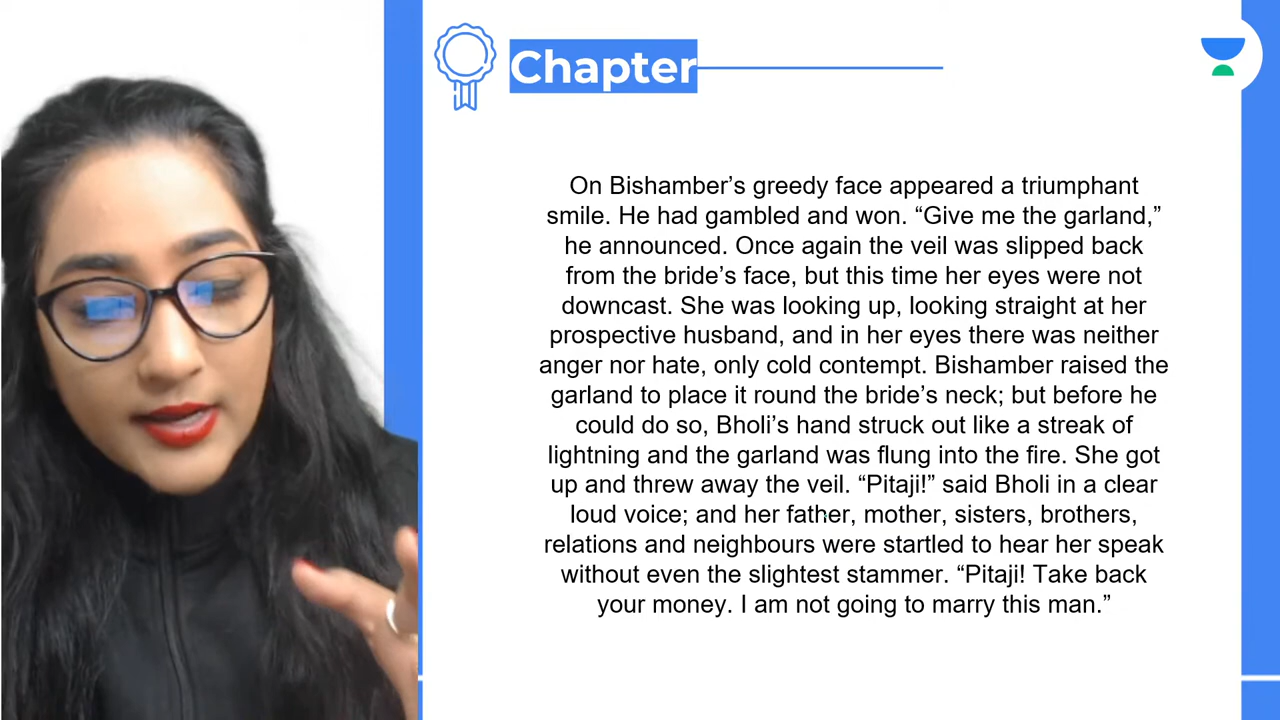 Chapter
On Bishamber’s greedy face appeared a triumphant
smile. He had gambled and won. “Give me the garland,”
he announced. Once again the veil was slipped back
from the bride’s face, but this time her eyes were not
downcast. She was looking up, looking straight at her
prospective husband, and in her eyes there was neither
anger nor hate, only cold contempt. Bishamber raised the
garland to place it round the bride’s neck; but before he
could do so, Bholi’s hand struck out like a streak of
lightning and the garland was flung into the fire. She got
up and threw away the veil. “Pitaji!” said Bholi in a clear
loud voice; and her father, mother, sisters, brothers,
relations and neighbours were startled to hear her speak
without even the slightest stammer. “Pitaji! Take back
your money. I am not going to marry this man.”